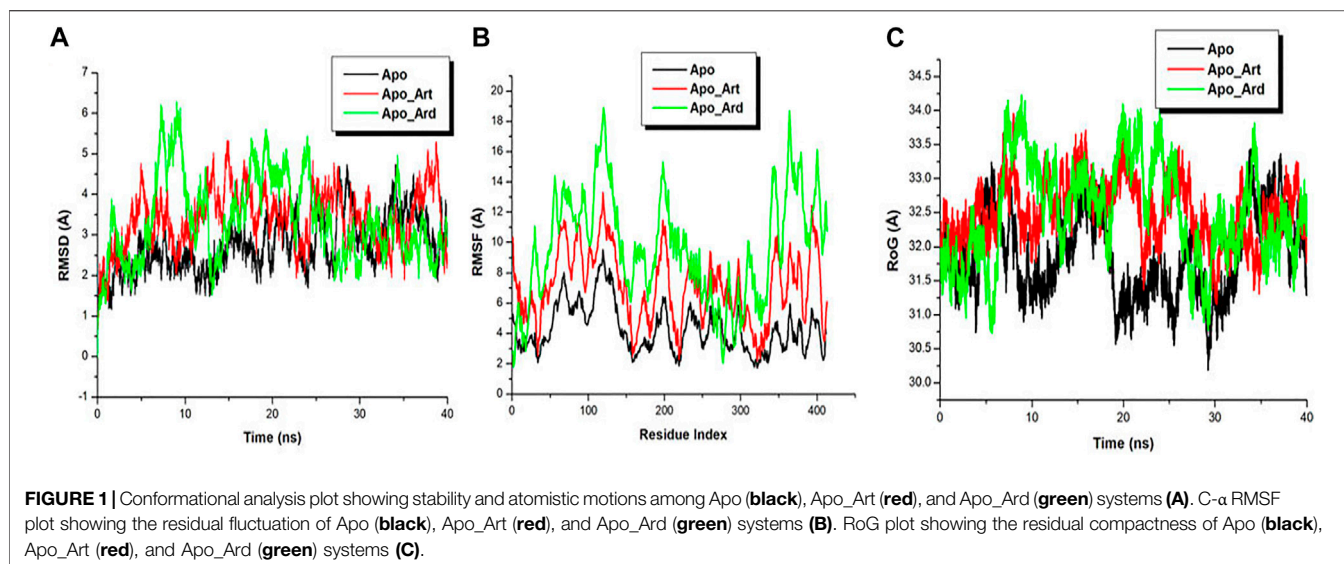 A
Apo
Apo_Art
Apo_Ard
7
6
5
4
3
2
1
0
-1
RMSD (Å)
0 10 20 30 40
Time (ns)
B
Apo
Apo_Art
Apo_Ard
20
18
16
14
12
10
8
6
4
2
0
RMSF (Å)
0 100 200 300 400
Residue Index
C
Apo
Apo_Art
Apo_Ard
34.5
34.0
33.5
33.0
32.5
32.0
31.5
31.0
30.5
30.0
RoG (Å)
0 10 20 30 40
Time (ns)
FIGURE 1 | Conformational analysis plot showing stability and atomistic motions among Apo (black), Apo_Art (red), and Apo_Ard (green) systems (A). C-α RMSF
plot showing the residual fluctuation of Apo (black), Apo_Art (red), and Apo_Ard (green) systems (B). RoG plot showing the residual compactness of Apo (black),
Apo_Art (red), and Apo_Ard (green) systems (C).